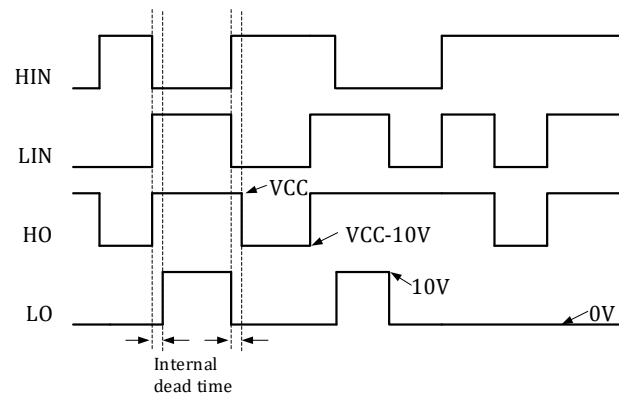 HIN
LIN
VCC
HO
VCC-10V
10V
LO
0V
Internal
dead time